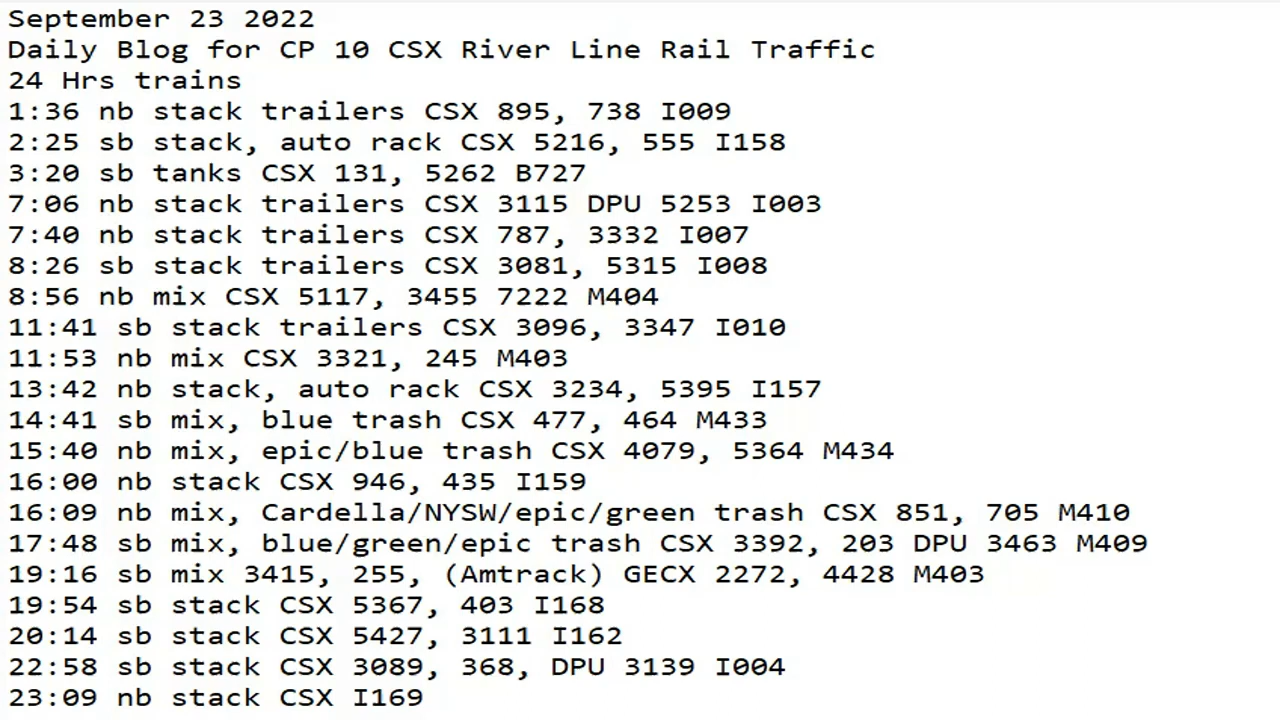 September 23 2022
Daily Blog for CP 10 CSX River Line Rail Traffic
24 Hrs trains
1:36 nb stack trailers CSX 895, 738 I009
2:25 sb stack, auto rack CSX 5216, 555 I158
3:20 sb tanks CSX 131, 5262 B727
7:06 nb stack trailers CSX 3115 DPU 5253 I003
7:40 nb stack trailers CSX 787, 3332 I007
8:26 sb stack trailers CSX 3081, 5315 I008
8:56 nb mix CSX 5117, 3455 7222 M404
11:41 sb stack trailers CSX 3096, 3347 I010
11:53 nb mix CSX 3321, 245 M403
13:42 nb stack, auto rack CSX 3234, 5395 I157
14:41 sb mix, blue trash CSX 477, 464 M433
15:40 nb mix, epic/blue trash CSX 4079, 5364 M434
16:00 nb stack CSX 946, 435 I159
16:09 nb mix, Cardella/NYSW/epic/green trash CSX 851, 705 M410
17:48 sb mix, blue/green/epic trash CSX 3392, 203 DPU 3463 M409
19:16 sb mix 3415, 255, (Amtrack) GECX 2272, 4428 M403
19:54 sb stack CSX 5367, 403 I168
20:14 sb stack CSX 5427, 3111 I162
22:58 sb stack CSX 3089, 368, DPU 3139 I004
23:09 nb stack CSX I169